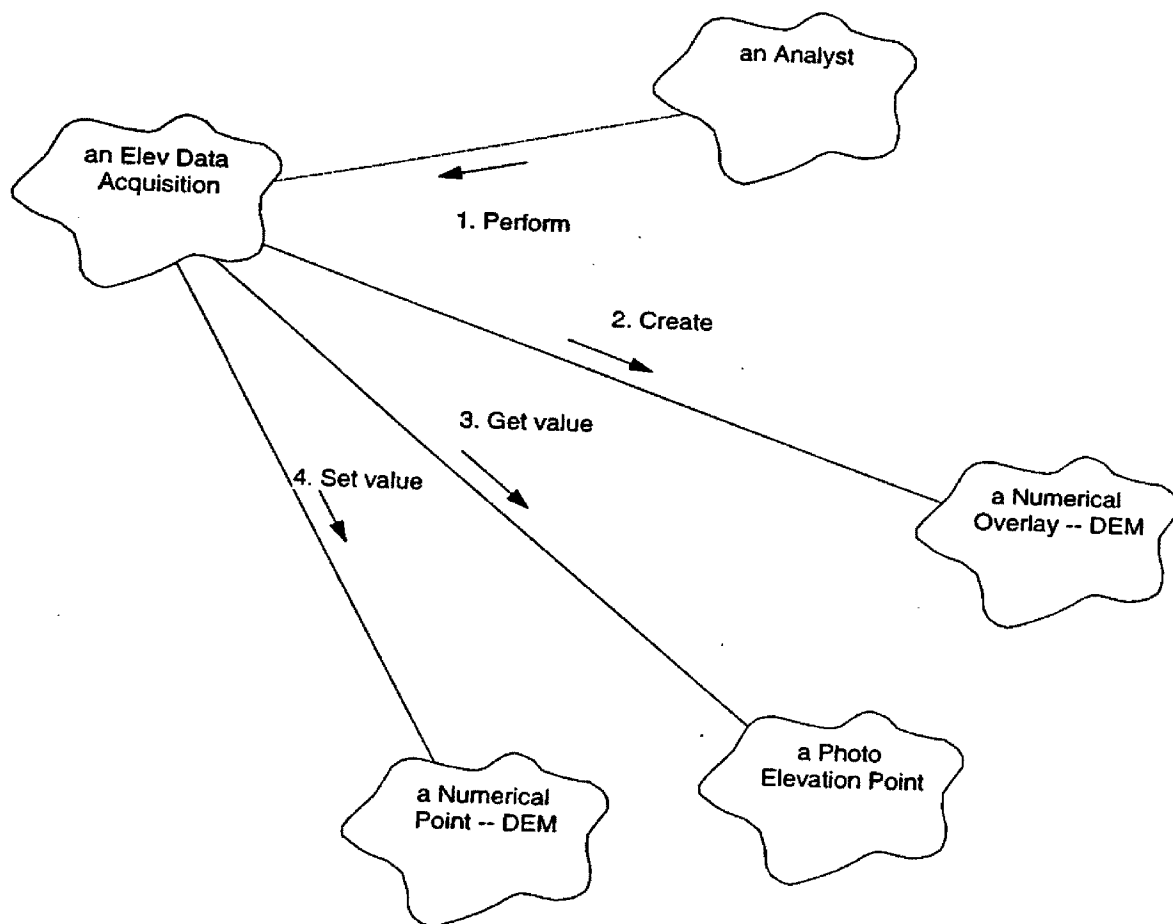 an Analyst
an Elev Data
Acquisition
1. Perform
2. Create
3. Get value
4. Set value
a Numerical
Overlay -- DEM
a Photo
Elevation Point
a Numerical
Point -- DEM